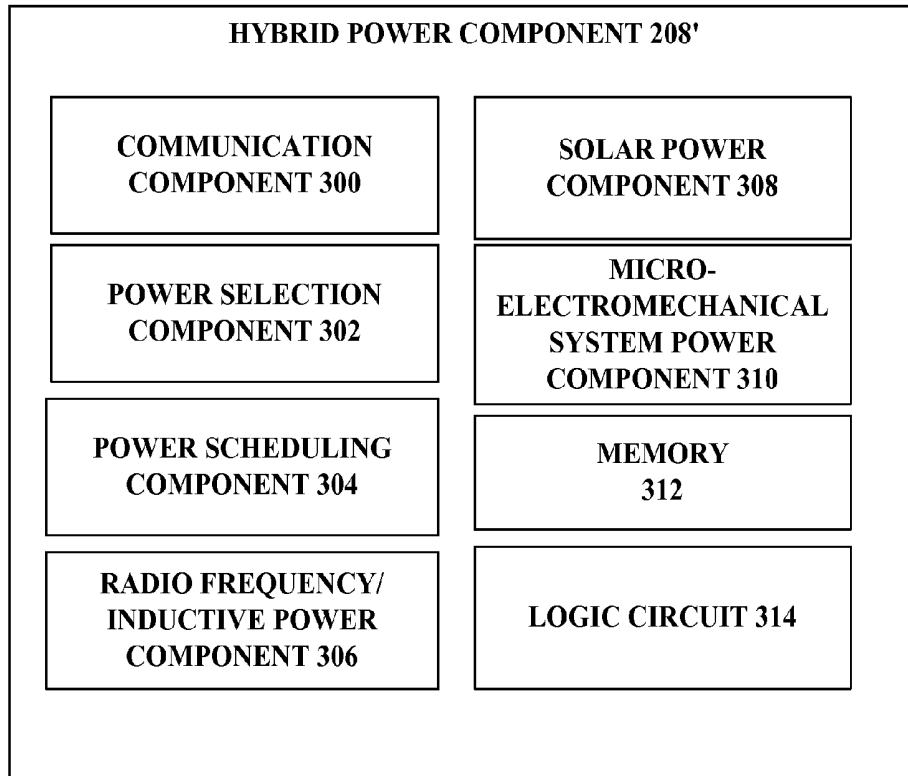 HYBRID POWER COMPONENT 208'
COMMUNICATION
COMPONENT 300
POWER SELECTION
COMPONENT 302
POWER SCHEDULING
COMPONENT 304
RADIO FREQUENCY/
INDUCTIVE POWER
COMPONENT 306
SOLAR POWER
COMPONENT 308
MICRO-
ELECTROMECHANICAL
SYSTEM POWER
COMPONENT 310
MEMORY
312
LOGIC CIRCUIT 314